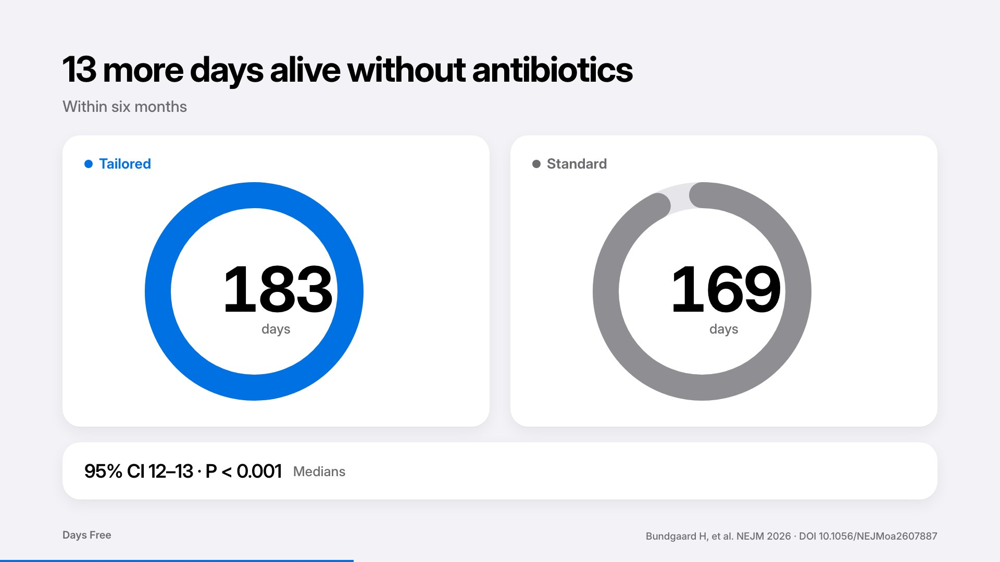 13 more days alive without antibiotics
Within six months
Tailored
183
days
Standard
169
days
95% CI 12–13 · P < 0.001 Medians
Days Free
Bundgaard H, et al. NEJM 2026 · DOI 10.1056/NEJMoa2607887